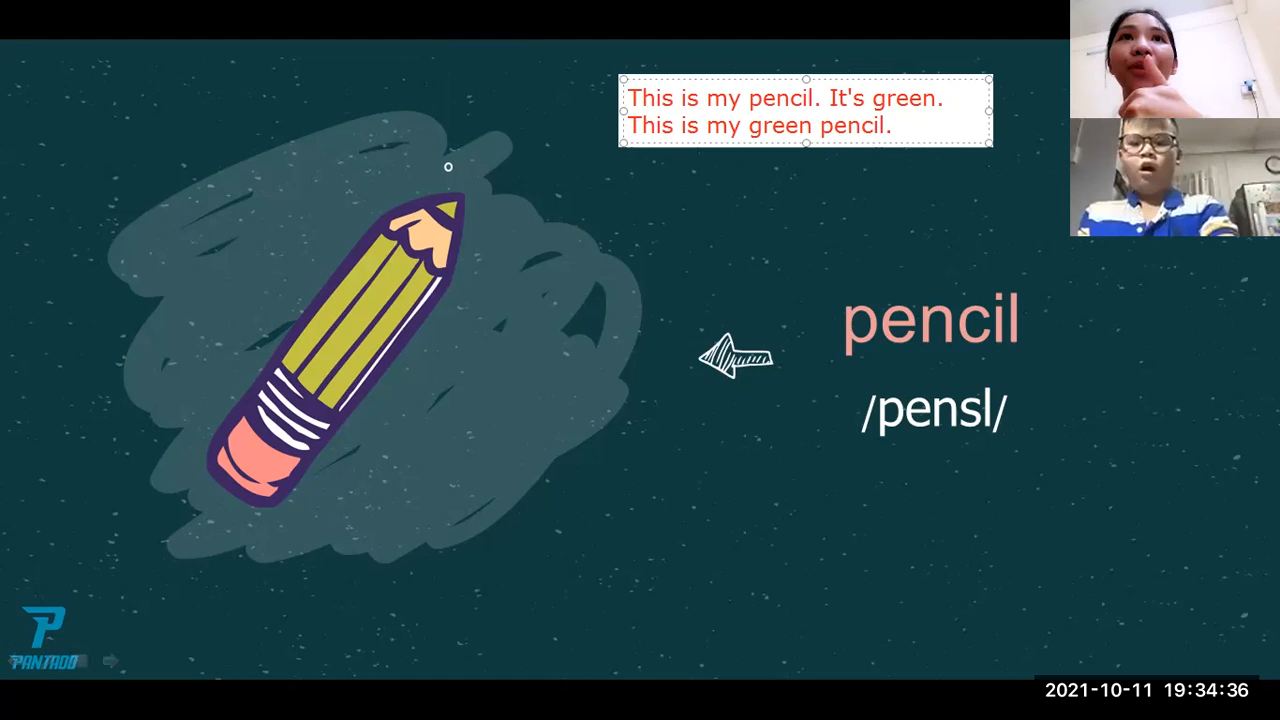 This is my pencil. It's green.
This is my green pencil.
pencil
/pensl/
PANTADO
2021-10-11 19:34:36